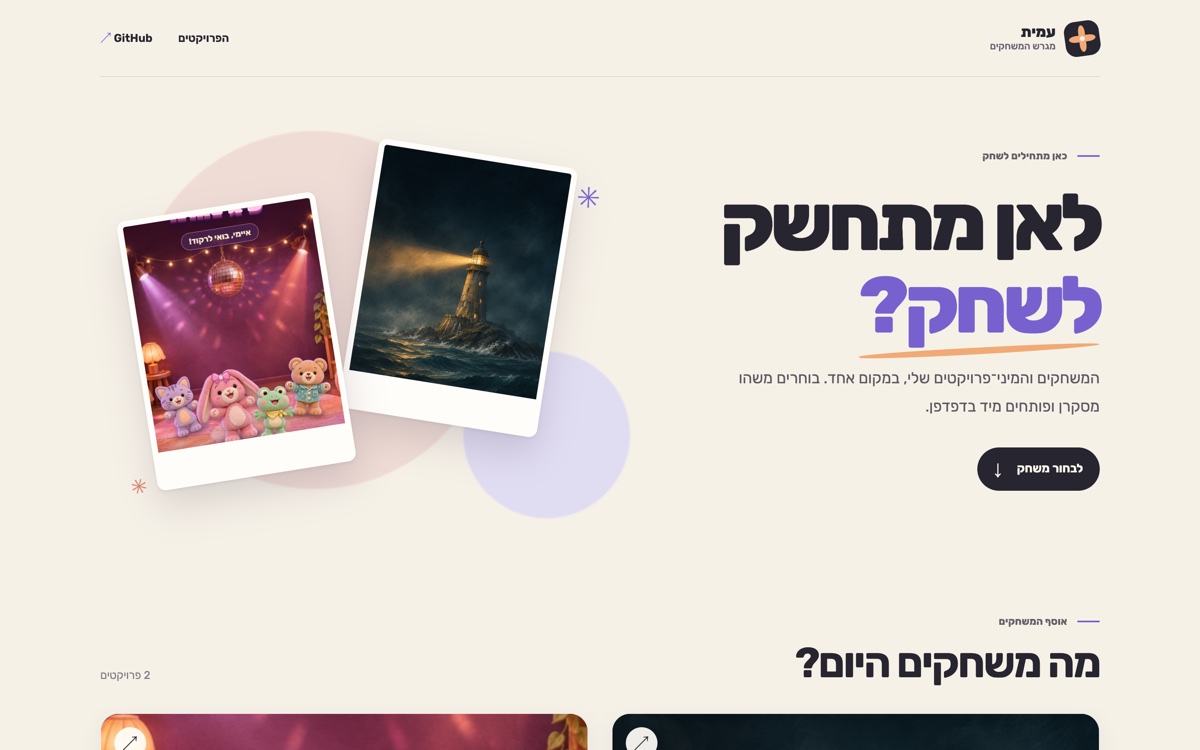 עמית
מגרש המשחקים
הפרויקטים
GitHub ↗
כאן מתחילים לשחק
לאן מתחשק
לשחק?
המשחקים והמיני־פרויקטים שלי, במקום אחד. בוחרים משהו
מסקרן ופותחים מיד בדפדפן.
לבחור משחק ↓
איימי, בואי לרקוד!
אוסף המשחקים
מה משחקים היום?
2 פרויקטים